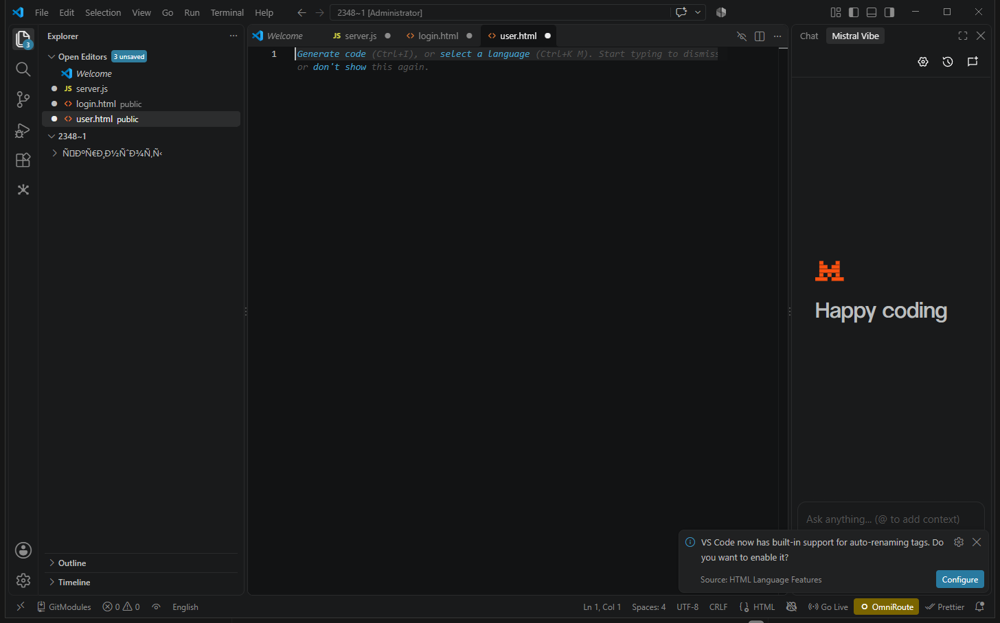 File Edit Selection View Go Run Terminal Help
2348~1 [Administrator]
Explorer
Welcome
JS server.js
login.html
user.html
Chat
Mistral Vibe
3
Open Editors 3 unsaved
Welcome
JS server.js
login.html public
user.html public
2348~1
1
Generate code (Ctrl+I), or select a language (Ctrl+K M). Start typing to dismiss
or don't show this again.
Happy coding
Ask anything... (@ to add context)
VS Code now has built-in support for auto-renaming tags. Do
you want to enable it?
Source: HTML Language Features
Configure
Outline
Timeline
GitModules
0 0
English
Ln 1, Col 1
Spaces: 4
UTF-8
CRLF
HTML
Go Live
OmniRoute
Prettier